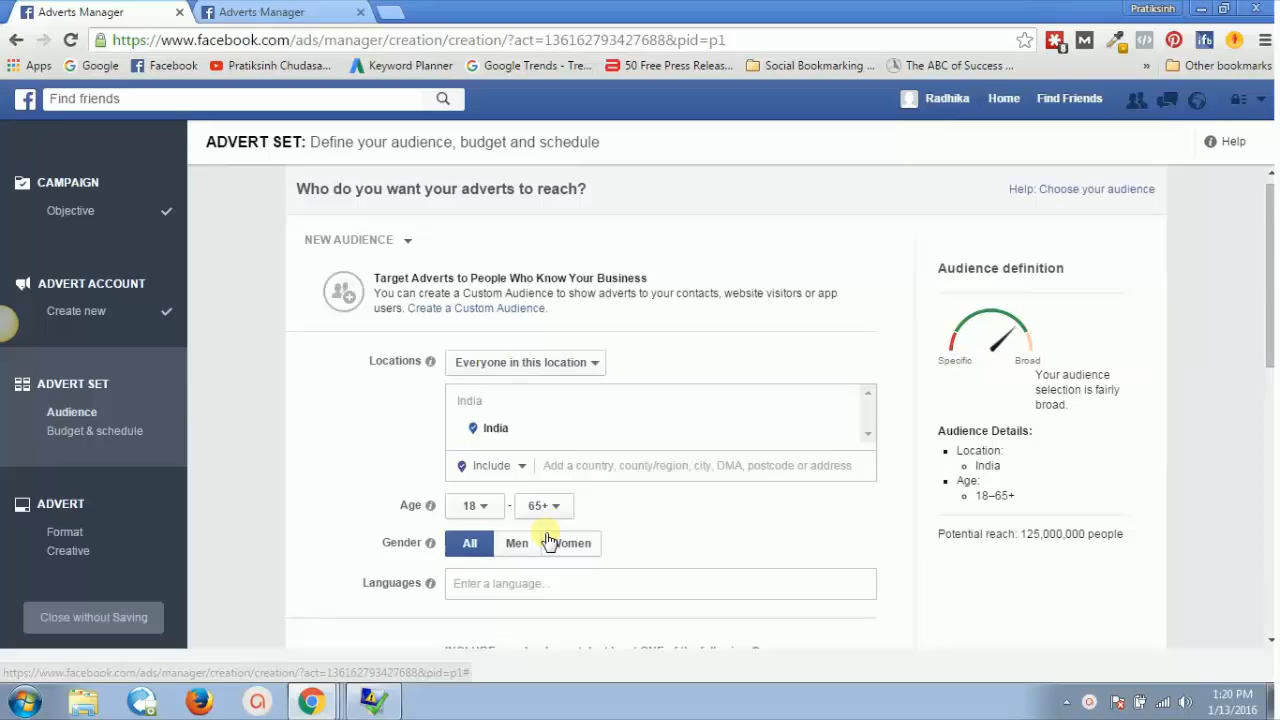 Adverts Manager
Adverts Manager
Pratiksinh
https://www.facebook.com/ads/manager/creation/creation/?act=136162793427688&pid=p1
Apps
Google
Facebook
Pratiksinh Chudasa...
Keyword Planner
Google Trends - Tre...
50 Free Press Releas...
Social Bookmarking ...
The ABC of Success ...
»
Other bookmarks
Find friends
Radhika
Home
Find Friends
ADVERT SET: Define your audience, budget and schedule
Help
CAMPAIGN
Objective
ADVERT ACCOUNT
Create new
ADVERT SET
Audience
Budget & schedule
ADVERT
Format
Creative
Close without Saving
Who do you want your adverts to reach?
Help: Choose your audience
NEW AUDIENCE
Target Adverts to People Who Know Your Business
You can create a Custom Audience to show adverts to your contacts, website visitors or app
users. Create a Custom Audience.
Locations
Everyone in this location
India
India
Include
Add a country, county/region, city, DMA, postcode or address
Age
18 - 65+
Gender
All Men Women
Languages
Enter a language...
Audience definition
Specific
Broad
Your audience
selection is fairly
broad.
Audience Details:
Location:
India
Age:
18–65+
Potential reach: 125,000,000 people
https://www.facebook.com/ads/manager/creation/creation/?act=136162793427688&pid=p1#
1:20 PM
1/13/2016